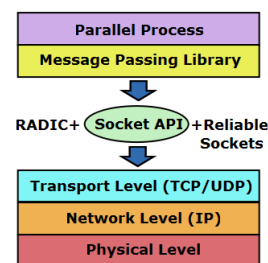 Parallel Process
Message Passing Library
RADIC+ Socket API +Reliable
Sockets
Transport Level (TCP/UDP)
Network Level (IP)
Physical Level